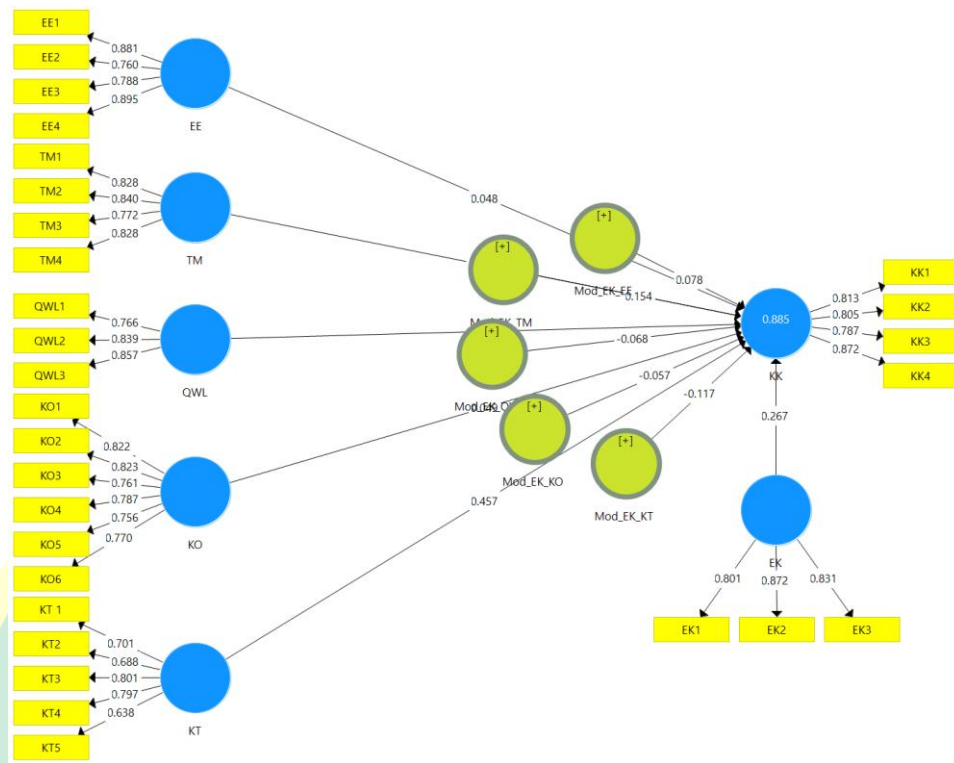 EE1
EE2
EE3
EE4
0.881
0.760
0.788
0.895
EE
TM1
TM2
TM3
TM4
0.828
0.840
0.772
0.828
TM
QWL1
QWL2
QWL3
0.766
0.839
0.857
QWL
KO1
KO2
KO3
KO4
KO5
KO6
0.822
0.823
0.761
0.787
0.756
0.770
KO
KT 1
KT2
KT3
KT4
KT5
0.701
0.688
0.801
0.797
0.638
KT
0.048
[+]
Mod_EK_EE
0.078
[+]
0.154
[+]
-0.068
[+]
Mod_EK_KO
-0.057
[+]
Mod_EK_KT
-0.117
0.457
0.885
KK
0.813
0.805
0.787
0.872
KK1
KK2
KK3
KK4
0.267
EK
0.801
0.872
0.831
EK1
EK2
EK3